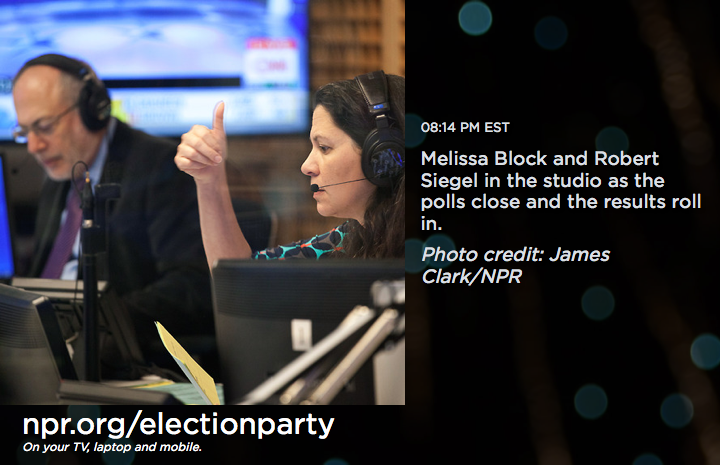 08:14 PM EST
Melissa Block and Robert
Siegel in the studio as the
polls close and the results roll
in.
Photo credit: James
Clark/NPR
npr.org/electionparty
On your TV, laptop and mobile.